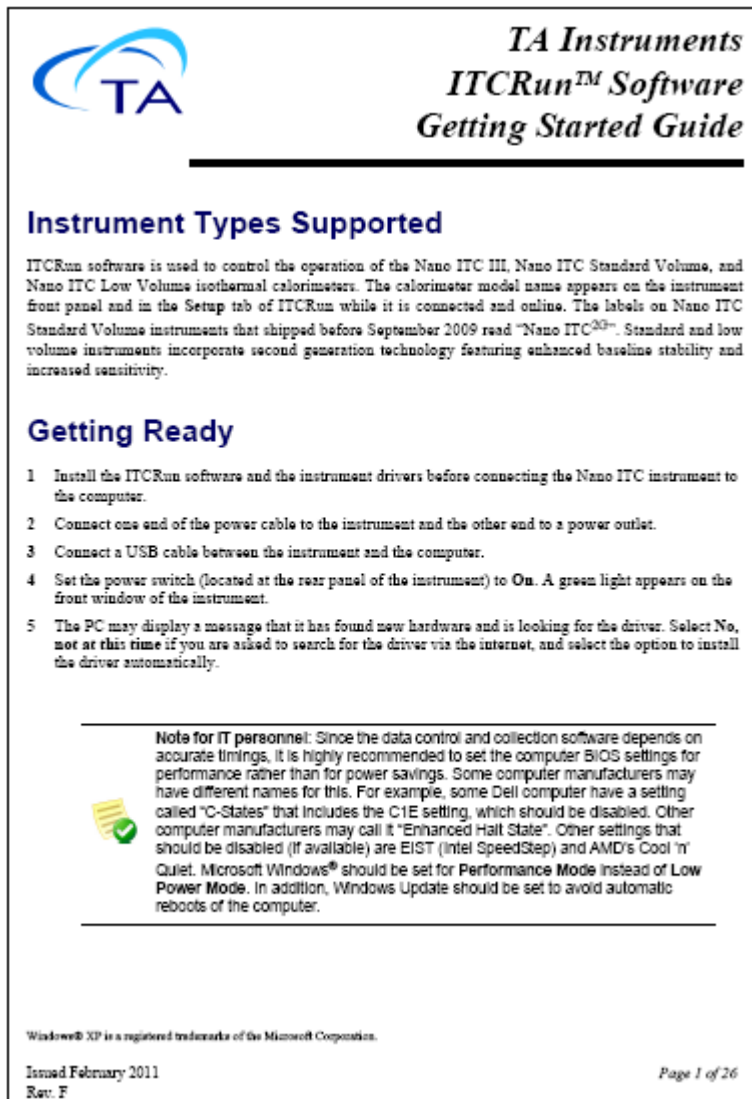 TA
TA Instruments
ITCRun™ Software
Getting Started Guide
Instrument Types Supported
ITCRun software is used to control the operation of the Nano ITC III, Nano ITC Standard Volume, and
Nano ITC Low Volume isothermal calorimeters. The calorimeter model name appears on the instrument
front panel and in the Setup tab of ITCRun while it is connected and online. The labels on Nano ITC
Standard Volume instruments that shipped before September 2009 read “Nano ITC2G”. Standard and low
volume instruments incorporate second generation technology featuring enhanced baseline stability and
increased sensitivity.
Getting Ready
1 Install the ITCRun software and the instrument drivers before connecting the Nano ITC instrument to
the computer.
2 Connect one end of the power cable to the instrument and the other end to a power outlet.
3 Connect a USB cable between the instrument and the computer.
4 Set the power switch (located at the rear panel of the instrument) to On. A green light appears on the
front window of the instrument.
5 The PC may display a message that it has found new hardware and is looking for the driver. Select No,
not at this time if you are asked to search for the driver via the internet, and select the option to install
the driver automatically.
Note for IT personnel: Since the data control and collection software depends on
accurate timings, it is highly recommended to set the computer BIOS settings for
performance rather than for power savings. Some computer manufacturers may
have different names for this. For example, some Dell computer have a setting
called “C-States” that includes the C1E setting, which should be disabled. Other
computer manufacturers may call it “Enhanced Halt State”. Other settings that
should be disabled (if available) are EIST (Intel SpeedStep) and AMD's Cool 'n'
Quiet. Microsoft Windows® should be set for Performance Mode instead of Low
Power Mode. In addition, Windows Update should be set to avoid automatic
reboots of the computer.
Windows® XP is a registered trademarks of the Microsoft Corporation.
Issued February 2011
Page 1 of 26
Rev. F